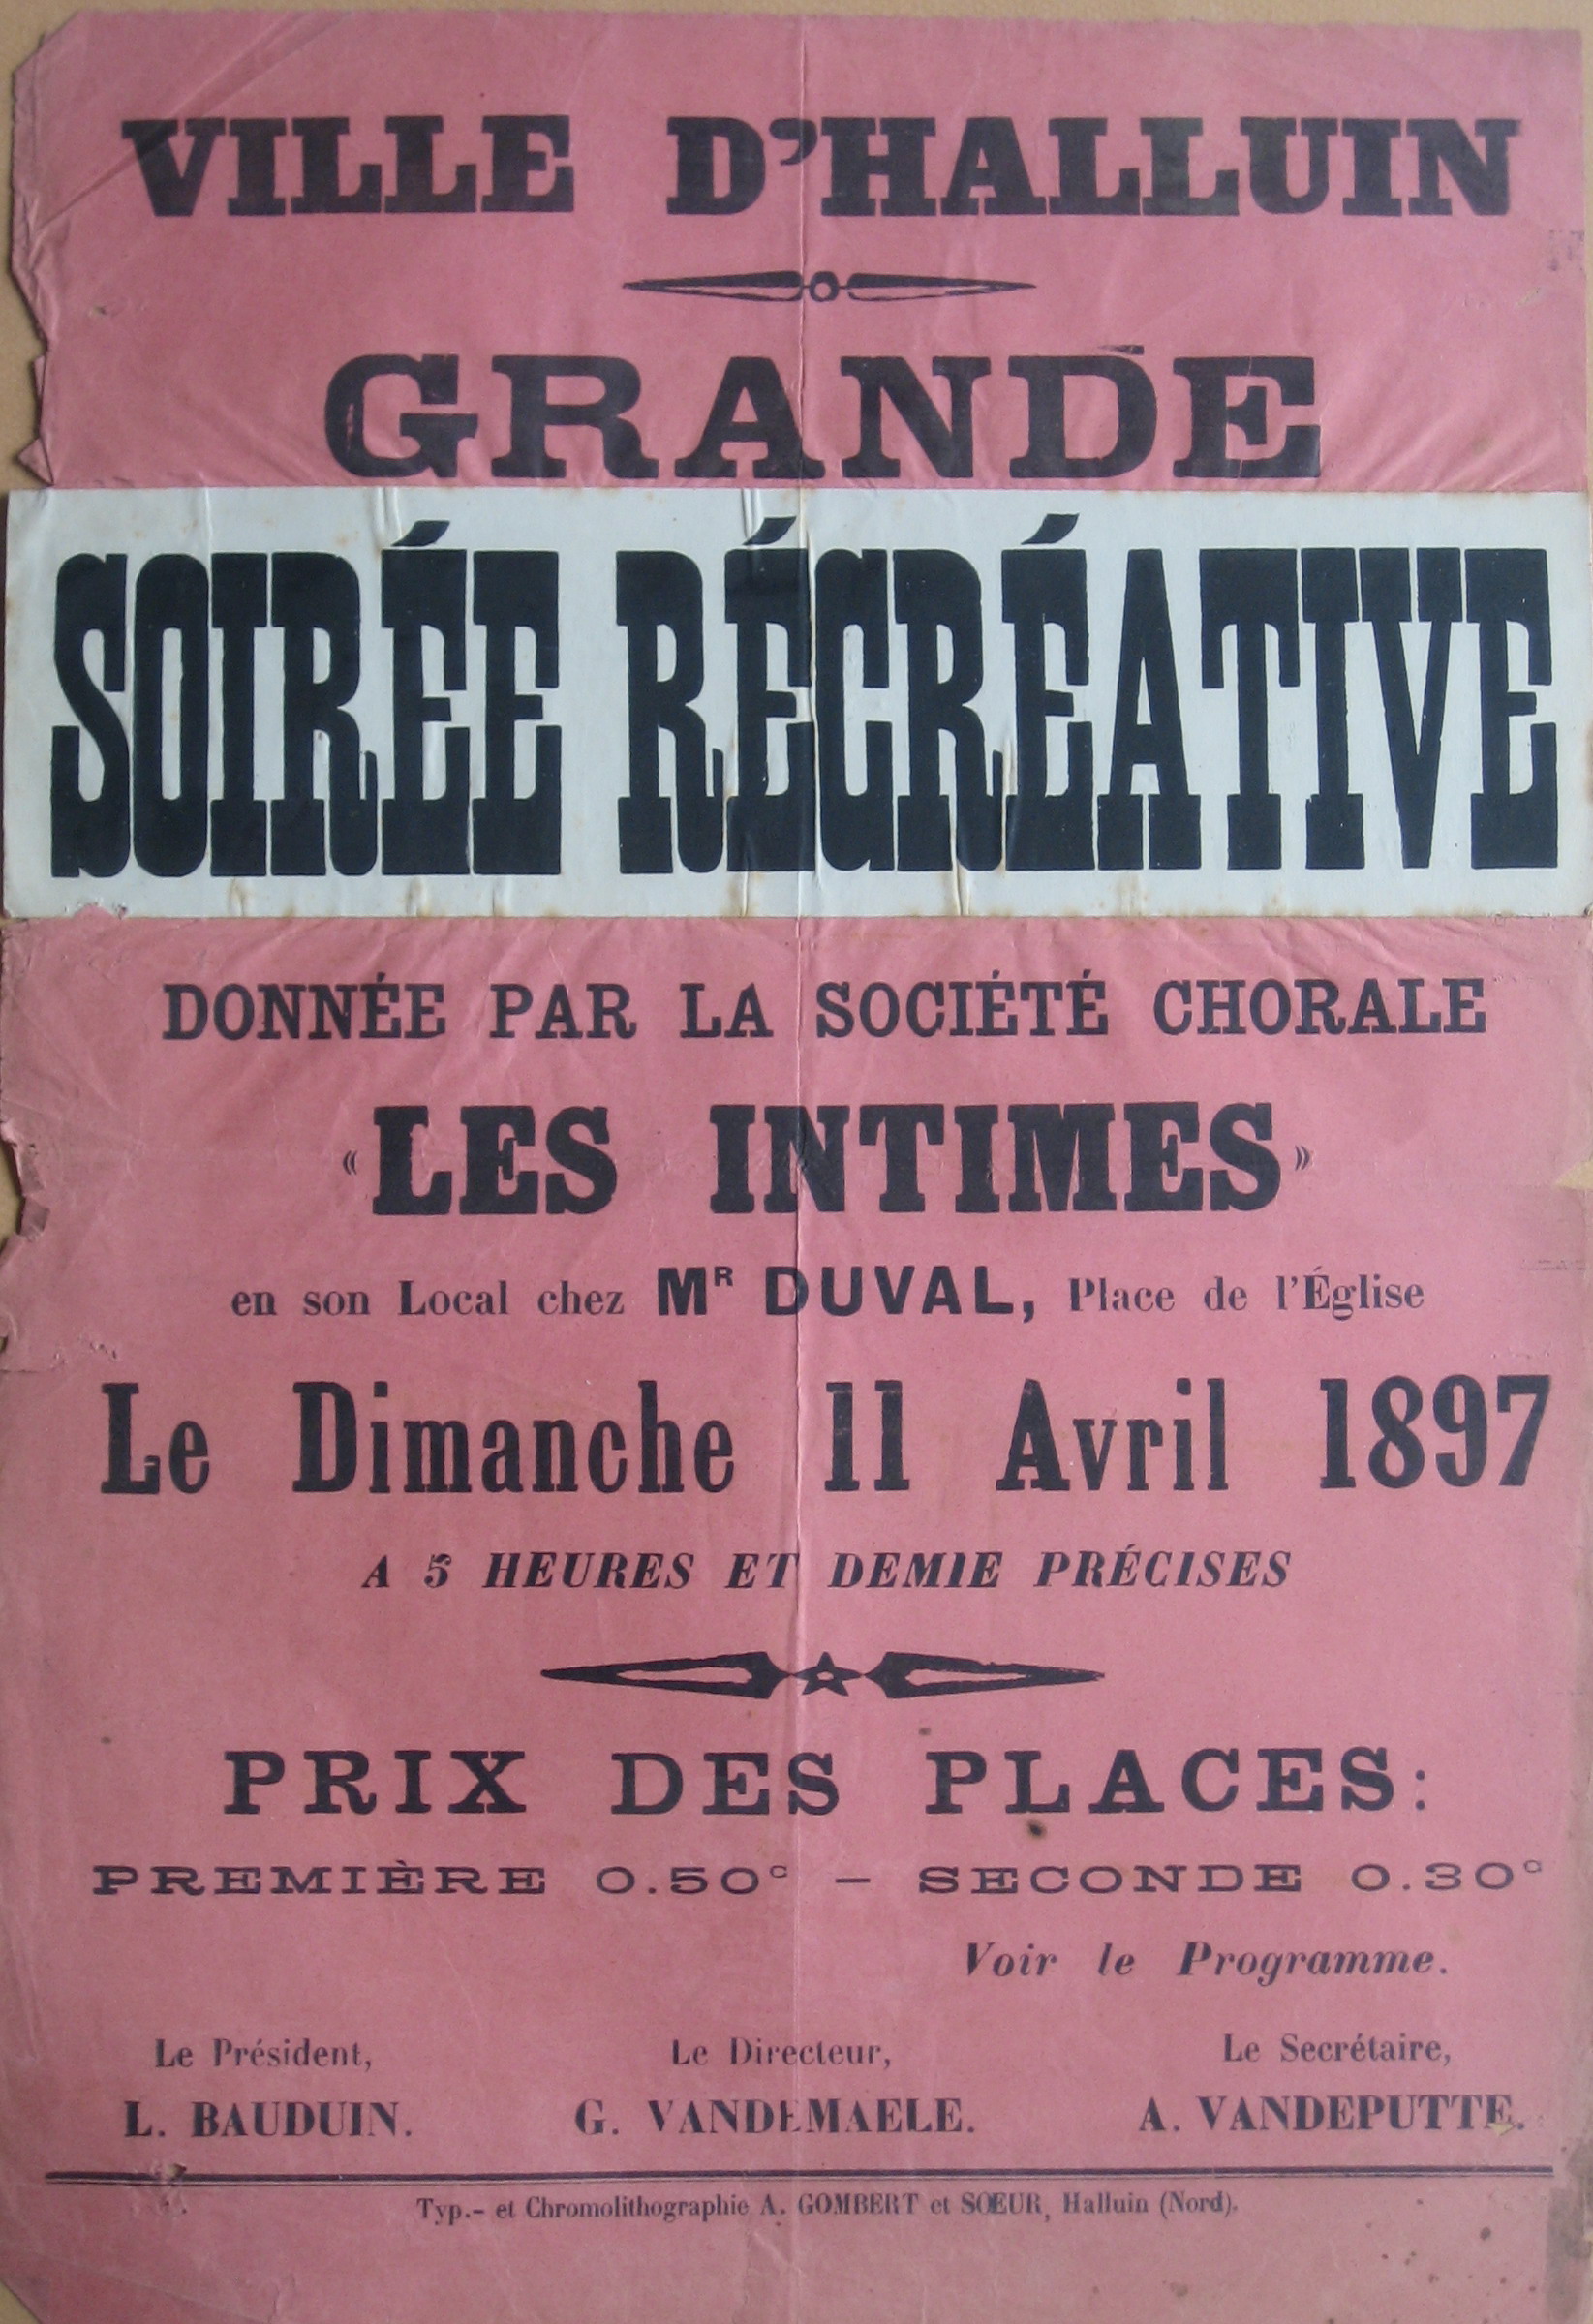 VILLE D'HALLUIN
GRANDE
SOIRÉE RÉCRÉATIVE
DONNÉE PAR LA SOCIÉTÉ CHORALE
«LES INTIMES»
en son Local chez Mʀ DUVAL, Place de l'Église
Le Dimanche 11 Avril 1897
A 5 HEURES ET DEMIE PRÉCISES
PRIX DES PLACES:
PREMIÈRE 0.50ᶜ – SECONDE 0.30ᶜ
Voir le Programme.
Le Président, Le Directeur, Le Secrétaire,
L. BAUDUIN. G. VANDEMAELE. A. VANDEPUTTE.
Typ.- et Chromolithographie A. GOMBERT et SŒUR, Halluin (Nord).